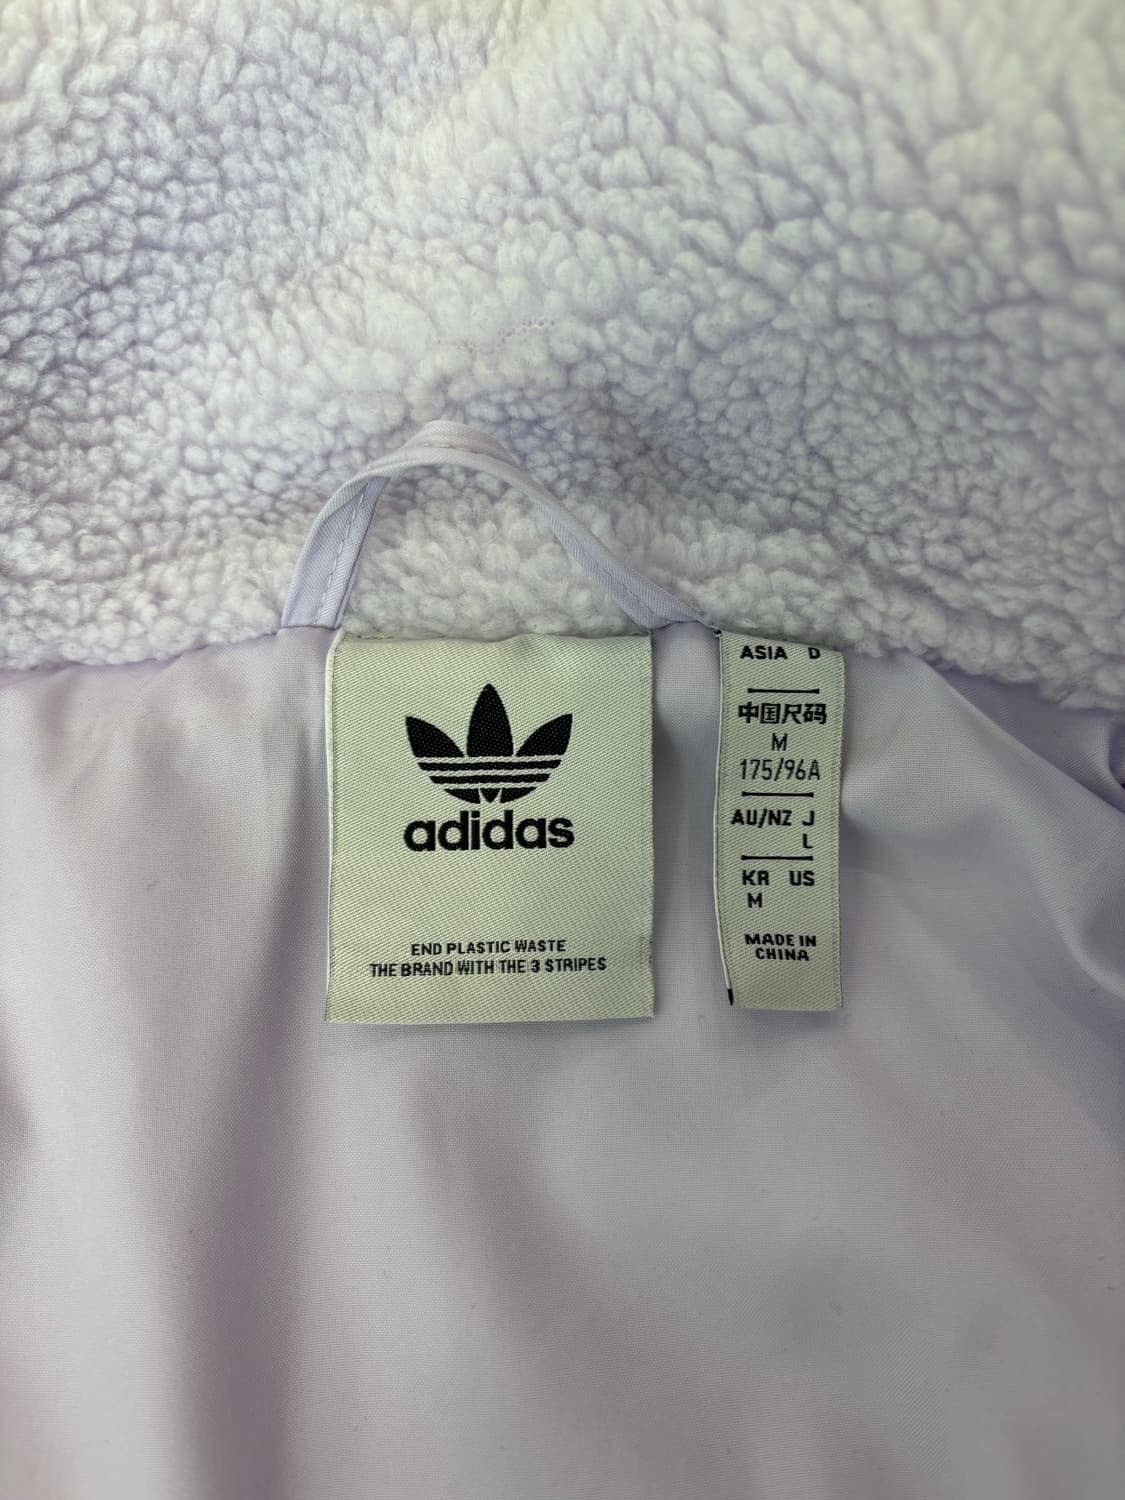 adidas
END PLASTIC WASTE
THE BRAND WITH THE 3 STRIPES
ASIA D
中国尺码
M
175/96A
AU/NZ J
L
KR US
M
MADE IN
CHINA